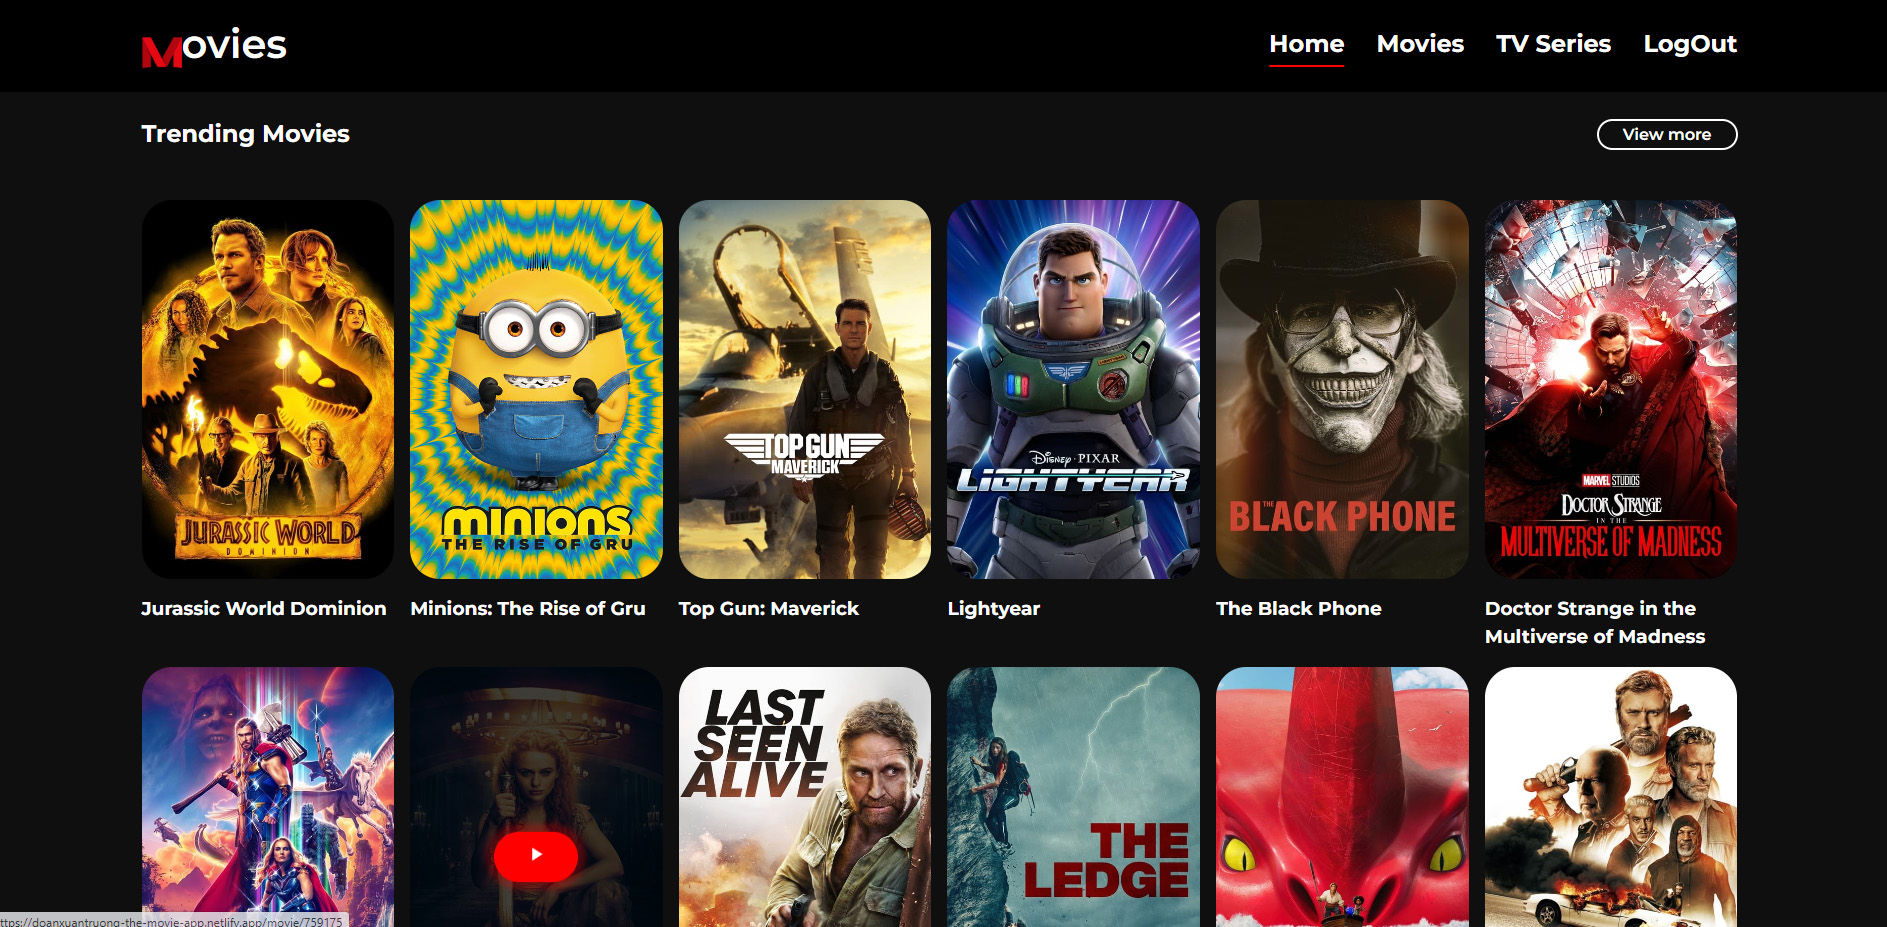 Movies
Home Movies TV Series LogOut
Trending Movies
View more
JURASSIC WORLD
DOMINION
minions
THE RISE OF GRU
TOP GUN
MAVERICK
Disney · PIXAR
LIGHTYEAR
THE
BLACK PHONE
MARVEL STUDIOS
DOCTOR STRANGE
IN THE
MULTIVERSE OF MADNESS
Jurassic World Dominion
Minions: The Rise of Gru
Top Gun: Maverick
Lightyear
The Black Phone
Doctor Strange in the
Multiverse of Madness
LAST
SEEN
ALIVE
THE
LEDGE
ttps://doanxuantruong-the-movie-app.netlify.app/movie/759175